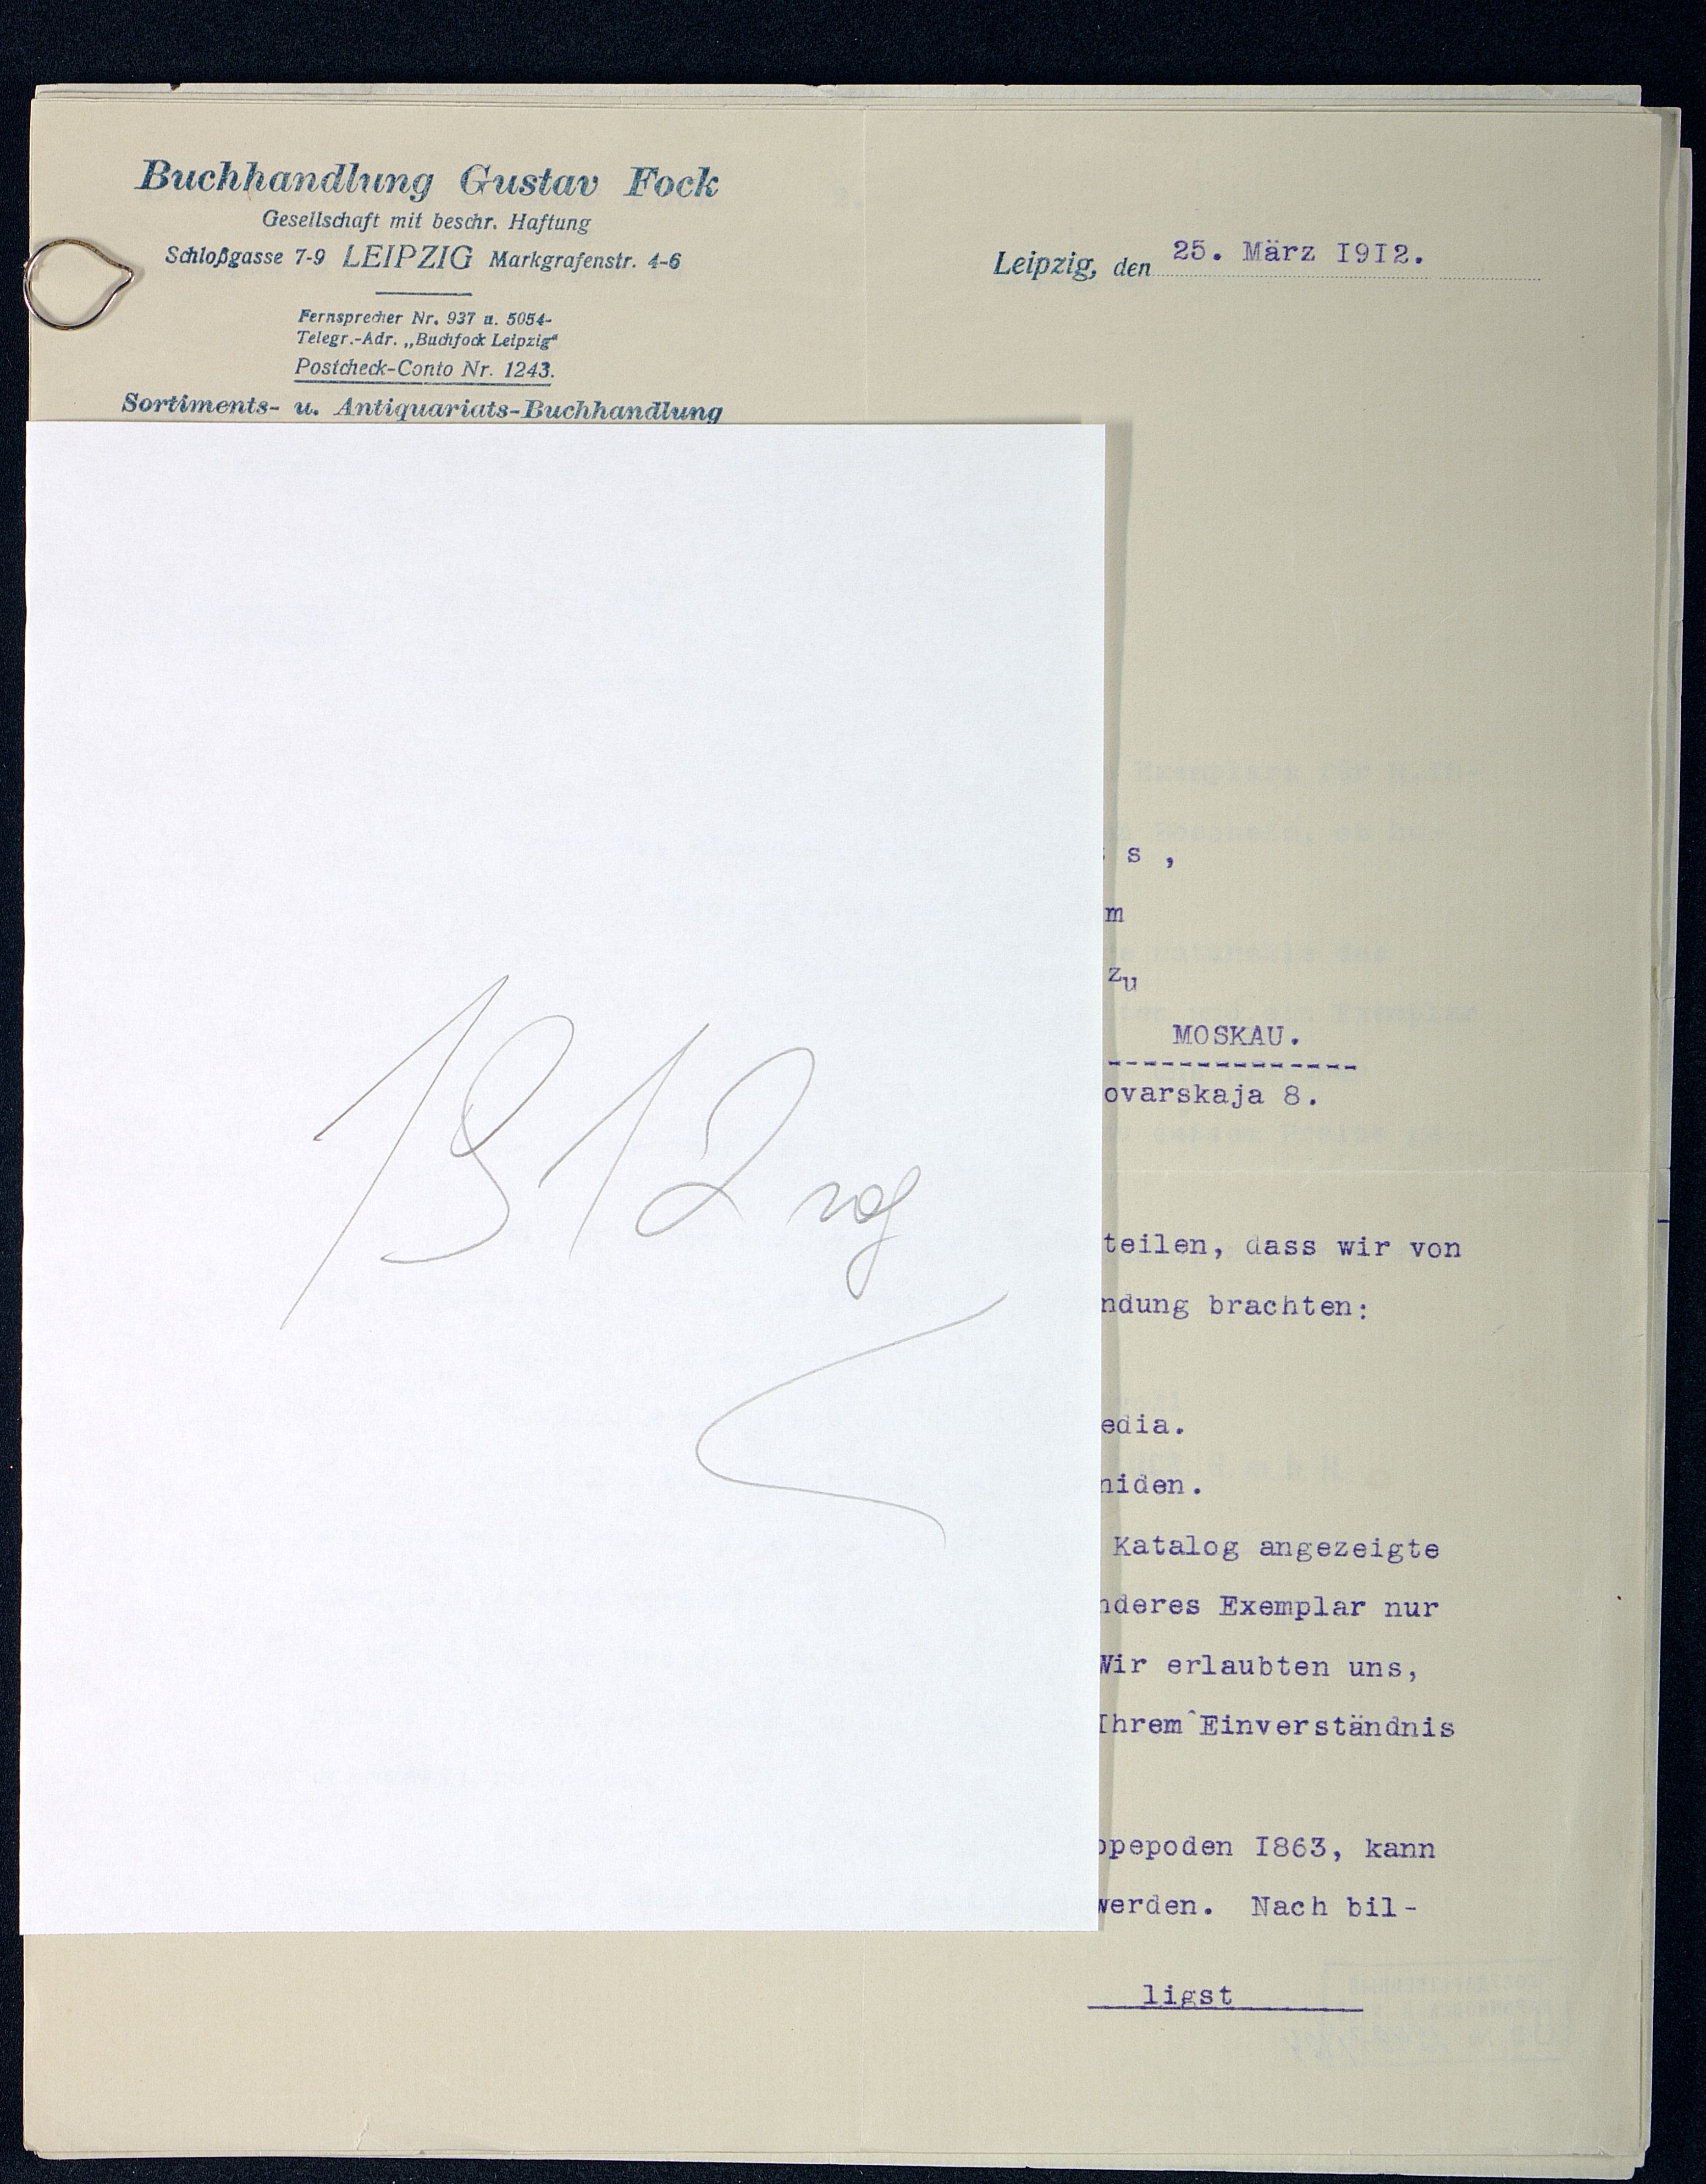 Buchhandlung Gustav Fock
Gesellschaft mit beschr. Haftung
Schloßgasse 7-9 LEIPZIG Markgrafenstr. 4-6
Fernsprecher Nr. 937 u. 5054
Telegr.-Adr. „Buchfock Leipzig“
Postcheck-Conto Nr. 1243.
Sortiments- u. Antiquariats-Buchhandlung
Leipzig, den 25. März 1912.
s ,
m
zu
MOSKAU.
ovarskaja 8.
teilen, dass wir von
ndung brachten:
edia.
niden.
Katalog angezeigte
nderes Exemplar nur
Wir erlaubten uns,
Ihrem Einverständnis
opepoden I863, kann
werden. Nach bil-
ligst
1912